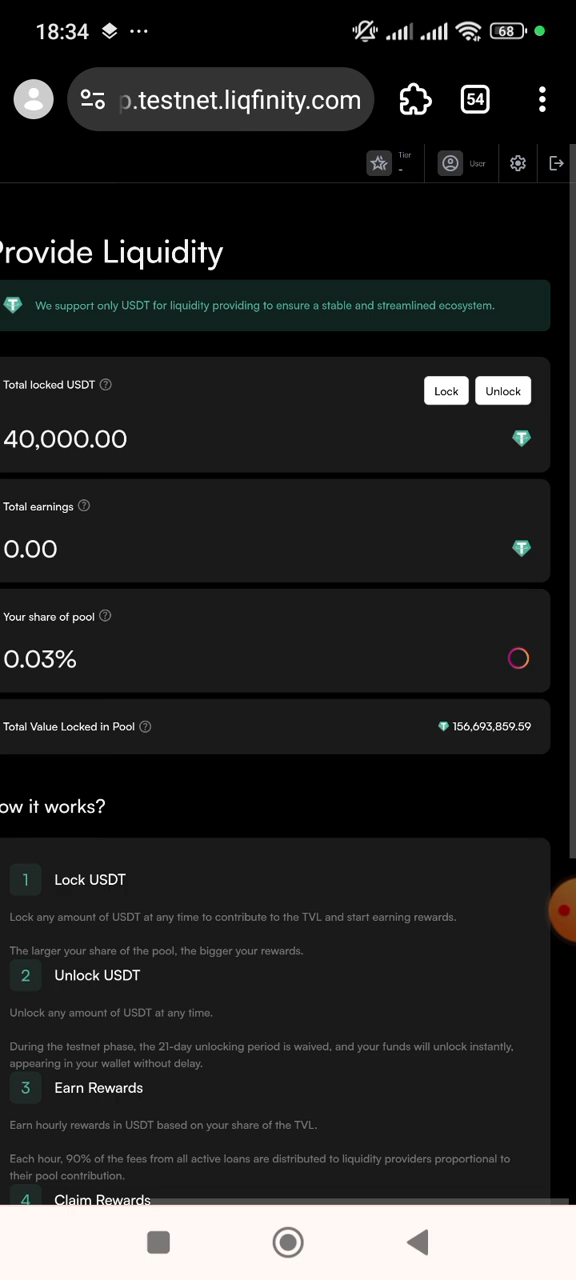 18:34
68
p.testnet.liqfinity.com
54
Tier
-
User
Provide Liquidity
We support only USDT for liquidity providing to ensure a stable and streamlined ecosystem.
Total locked USDT ?
Lock
Unlock
40,000.00
Total earnings ?
0.00
Your share of pool ?
0.03%
Total Value Locked in Pool ?
156,693,859.59
ow it works?
1 Lock USDT
Lock any amount of USDT at any time to contribute to the TVL and start earning rewards.
The larger your share of the pool, the bigger your rewards.
2 Unlock USDT
Unlock any amount of USDT at any time.
During the testnet phase, the 21-day unlocking period is waived, and your funds will unlock instantly,
appearing in your wallet without delay.
3 Earn Rewards
Earn hourly rewards in USDT based on your share of the TVL.
Each hour, 90% of the fees from all active loans are distributed to liquidity providers proportional to
their pool contribution.
4 Claim Rewards